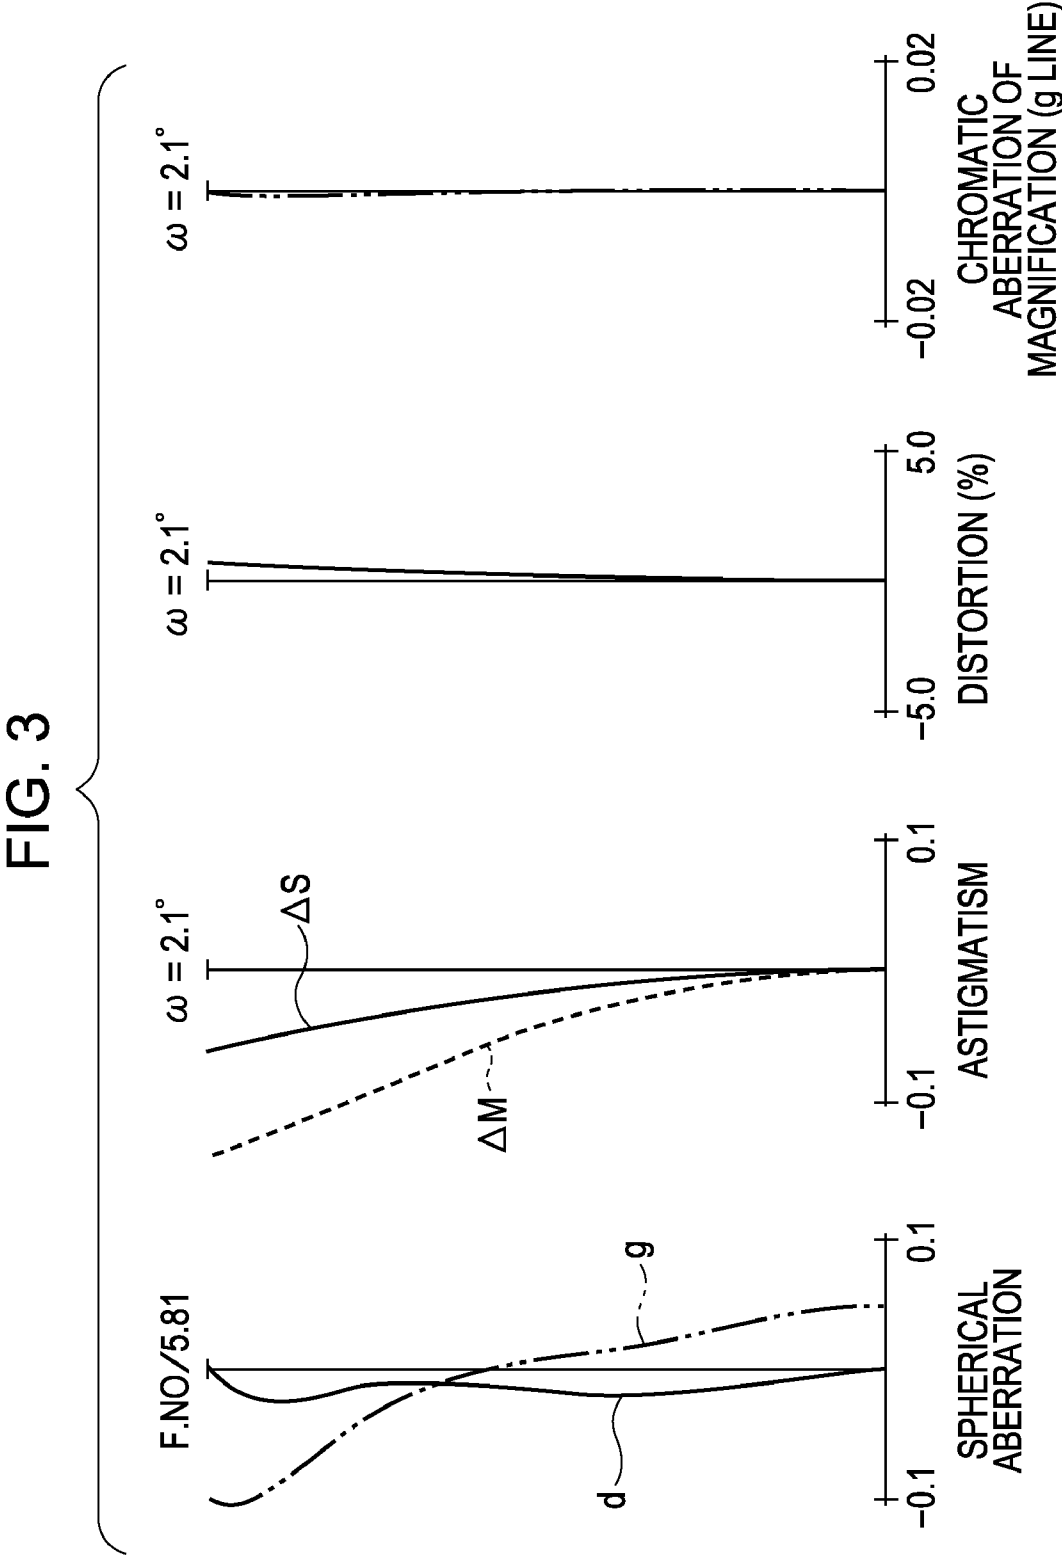 FIG. 3
F.NO/5.81
d
g
−0.1
0.1
SPHERICAL
ABERRATION
ω = 2.1°
ΔS
ΔM
−0.1
0.1
ASTIGMATISM
ω = 2.1°
−5.0
5.0
DISTORTION (%)
ω = 2.1°
−0.02
0.02
CHROMATIC
ABERRATION OF
MAGNIFICATION (g LINE)